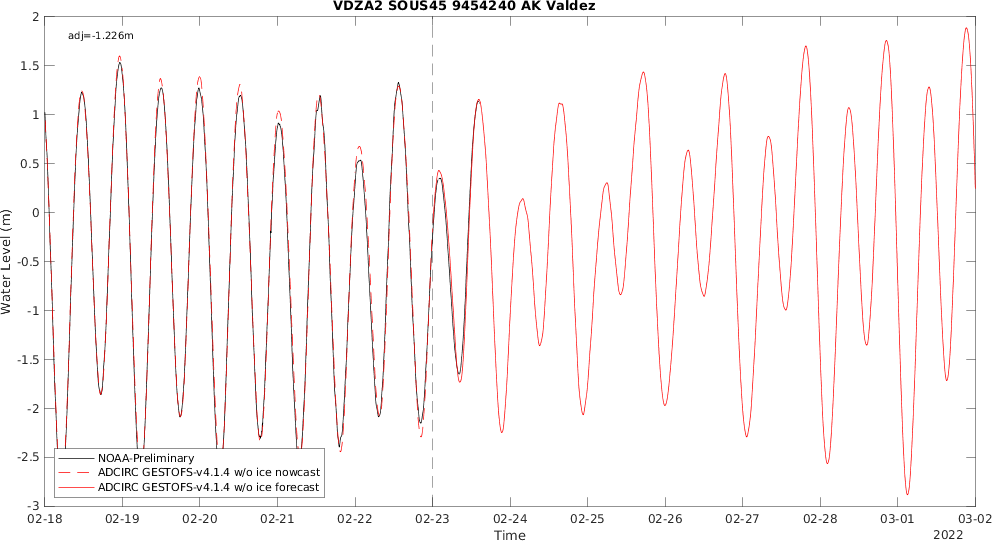 VDZA2 SOUS45 9454240 AK Valdez
adj=-1.226m
2
1.5
1
0.5
0
-0.5
-1
-1.5
-2
-2.5
-3
Water Level (m)
NOAA-Preliminary
ADCIRC GESTOFS-v4.1.4 w/o ice nowcast
ADCIRC GESTOFS-v4.1.4 w/o ice forecast
02-18 02-19 02-20 02-21 02-22 02-23 02-24 02-25 02-26 02-27 02-28 03-01 03-02
Time
2022